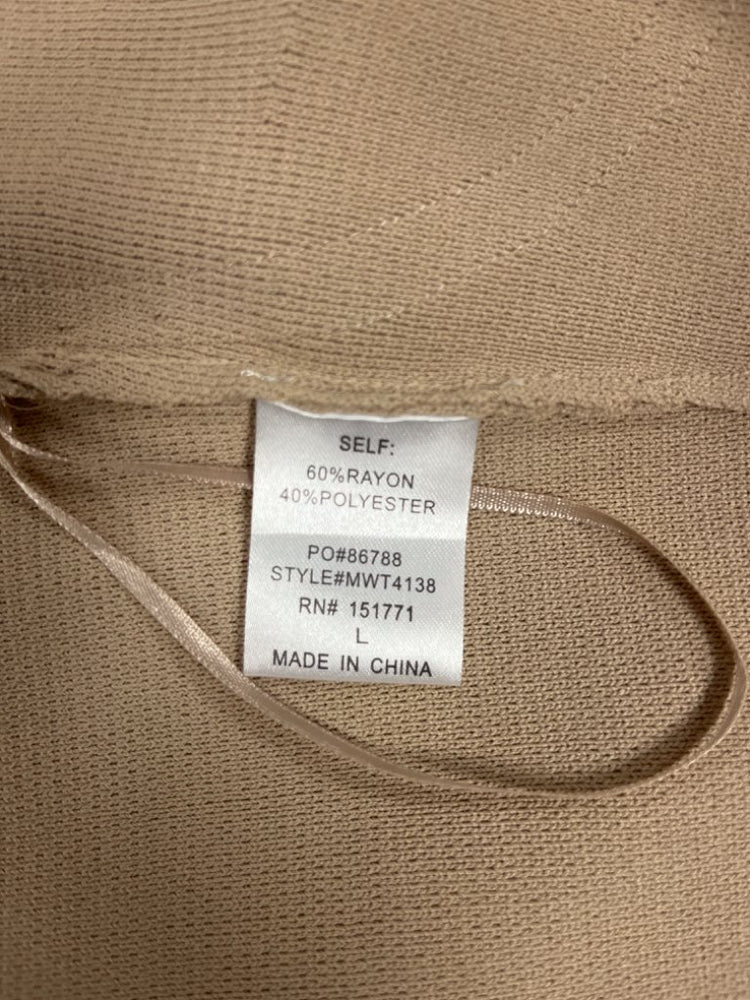 SELF:
60%RAYON
40%POLYESTER
PO#86788
STYLE#MWT4138
RN# 151771
L
MADE IN CHINA